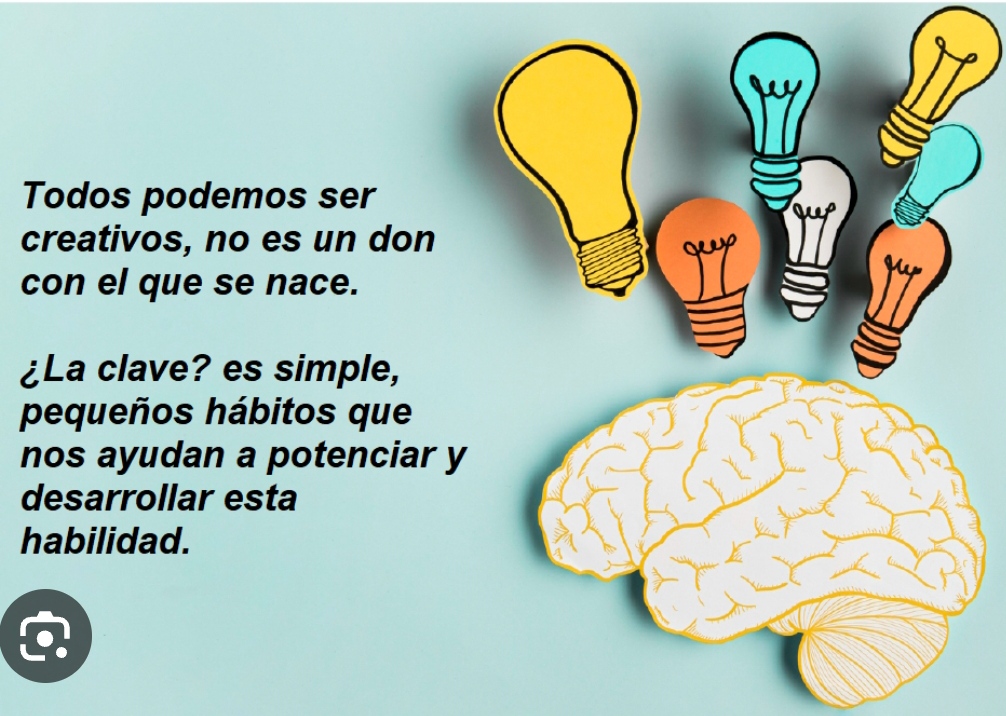 Todos podemos ser
creativos, no es un don
con el que se nace.
¿La clave? es simple,
pequeños hábitos que
nos ayudan a potenciar y
desarrollar esta
habilidad.